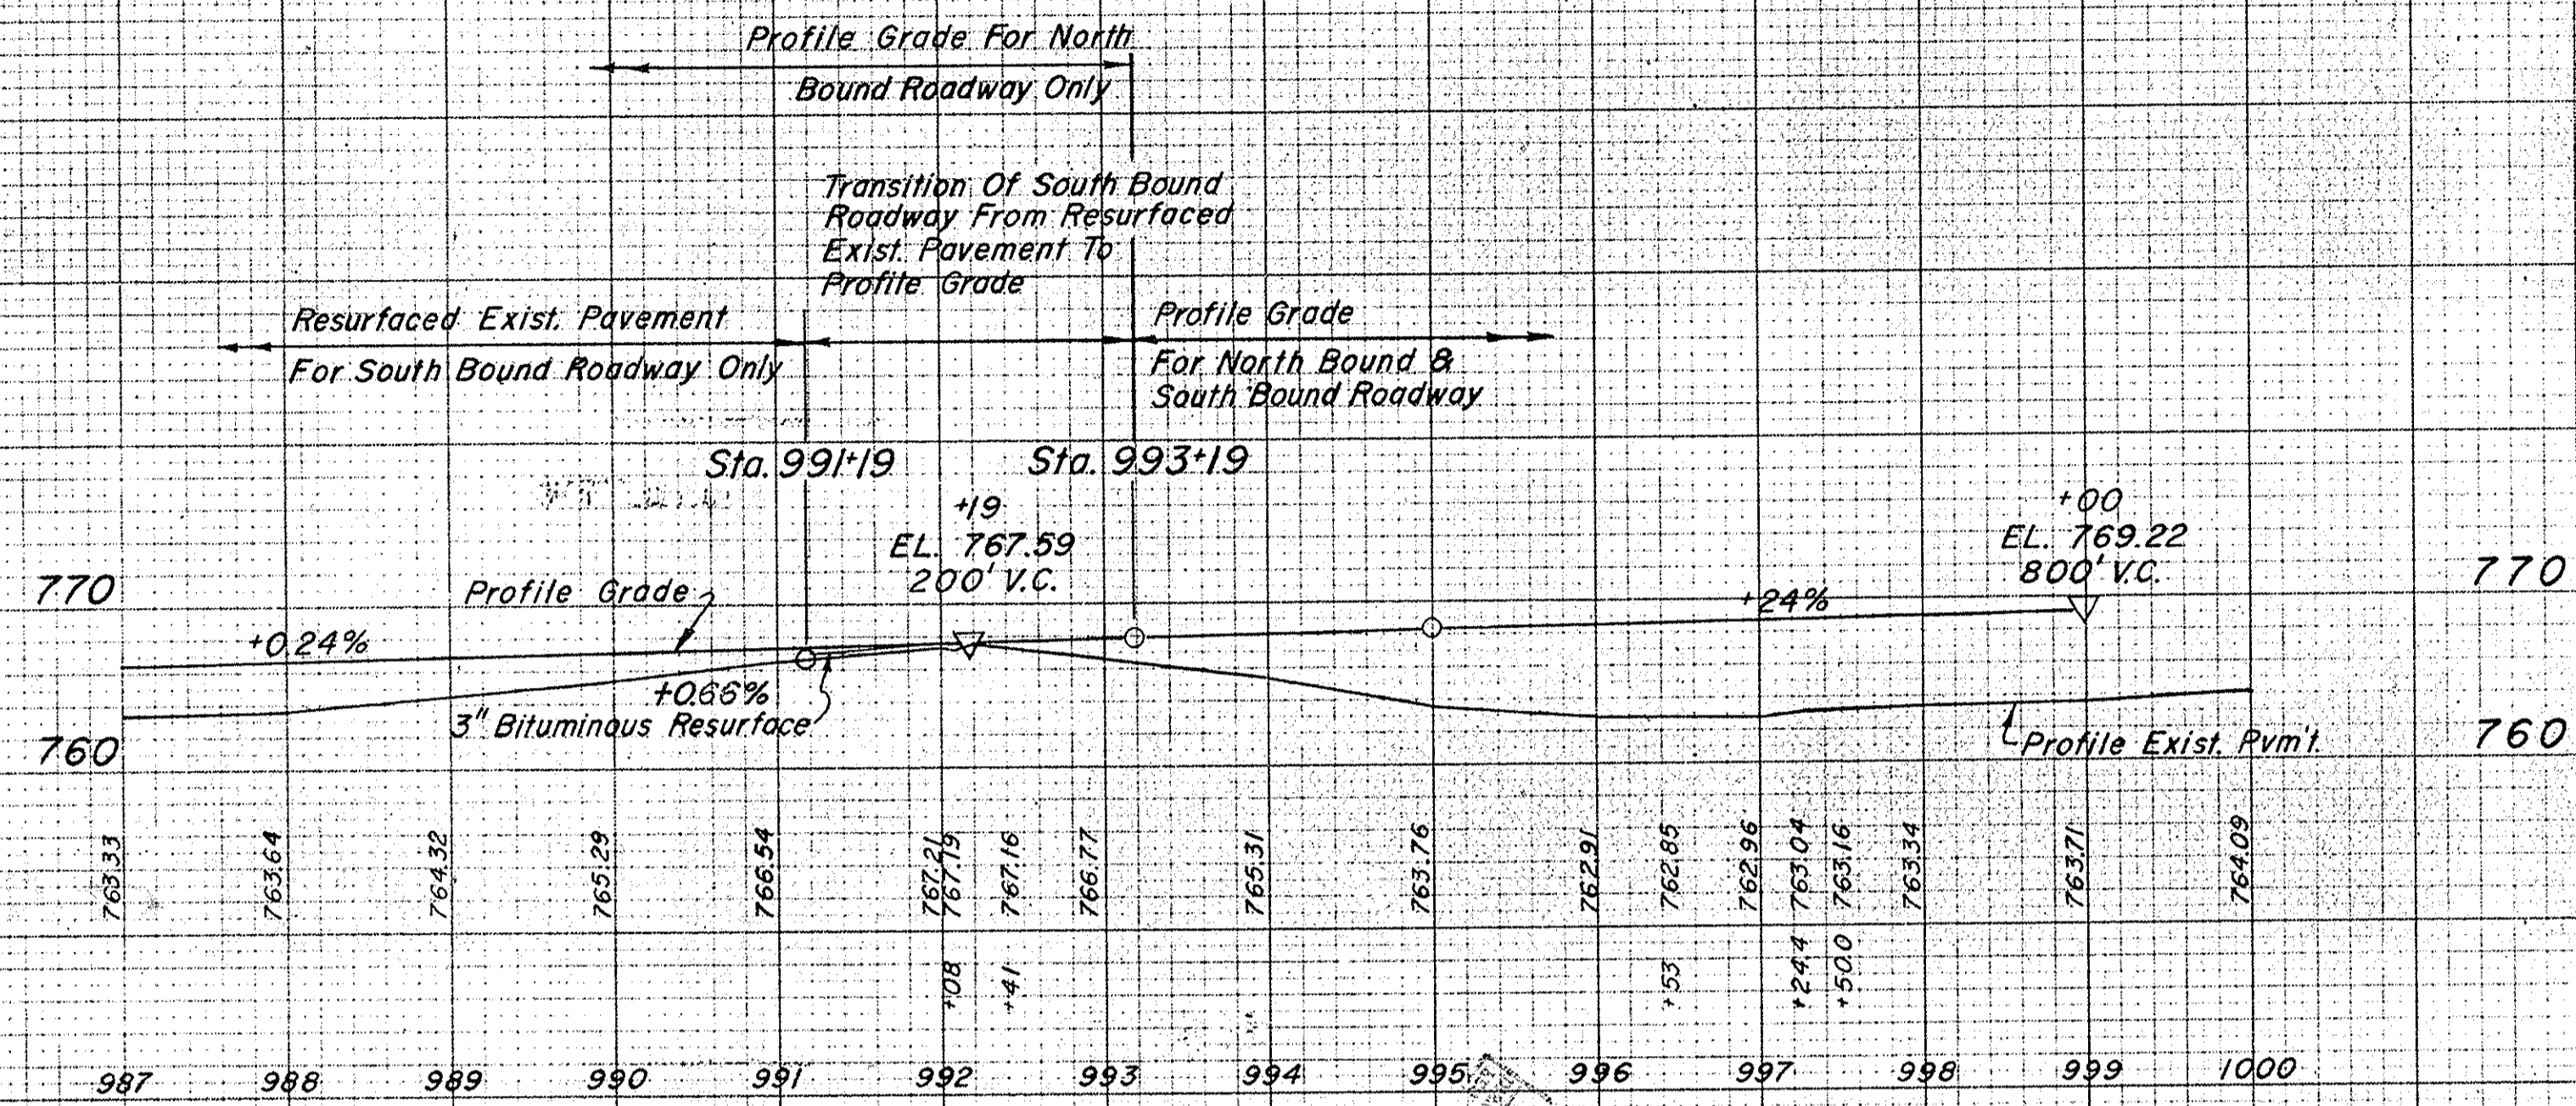 Profile Grade For North
Bound Roadway Only
Transition Of South Bound
Roadway From Resurfaced
Exist. Pavement To
Profile Grade
Resurfaced Exist. Pavement
For South Bound Roadway Only
Profile Grade
For North Bound &
South Bound Roadway
Sta. 991+19
Sta. 993+19
+19
EL. 767.59
200' V.C.
+00
EL. 769.22
800' V.C.
770
Profile Grade
+24%
770
+0.24%
+0.66%
3" Bituminous Resurface
760
Profile Exist. Pvm't.
760
763.33
763.64
764.32
765.29
766.54
767.21
767.19
767.16
766.77
765.31
763.76
762.91
762.85
762.96
763.04
763.16
763.34
763.71
764.09
+08
+41
+53
+24.4
+50.0
987 988 989 990 991 992 993 994 995 996 997 998 999 1000